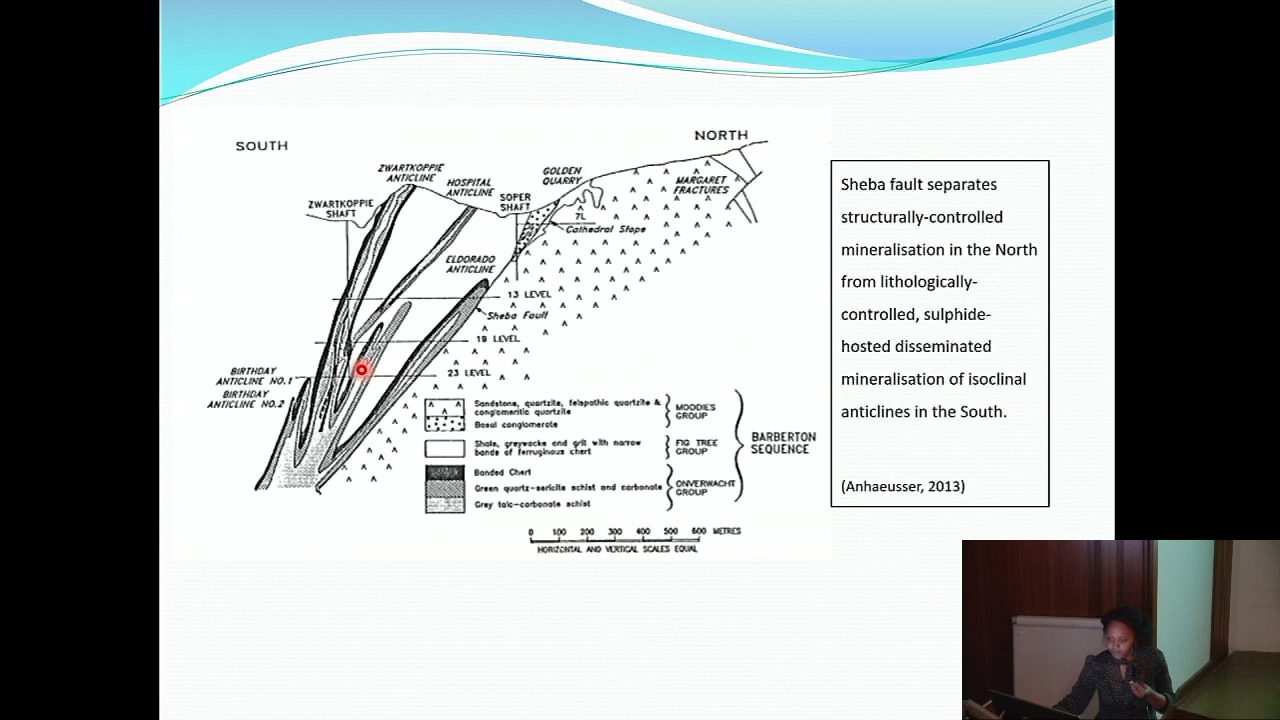 SOUTH
NORTH
ZWARTKOPPIE
ANTICLINE
HOSPITAL
ANTICLINE
GOLDEN
QUARRY
SOPER
SHAFT
MARGARET
FRACTURES
ZWARTKOPPIE
SHAFT
7L
Cathedral Stope
ELDORADO
ANTICLINE
13 LEVEL
Sheba Fault
19 LEVEL
23 LEVEL
BIRTHDAY
ANTICLINE NO.1
BIRTHDAY
ANTICLINE NO.2
Sandstone, quartzite, felspathic quartzite &
conglomeritic quartzite
Basal conglomerate
MOODIES
GROUP
Shale, greywacke and grit with narrow
bands of ferruginous chert
FIG TREE
GROUP
Banded Chert
Green quartz-sericite schist and carbonate
Grey talc-carbonate schist
ONVERWACHT
GROUP
BARBERTON
SEQUENCE
0 100 200 300 400 500 600 METRES
HORIZONTAL AND VERTICAL SCALES EQUAL
Sheba fault separates
structurally-controlled
mineralisation in the North
from lithologically-
controlled, sulphide-
hosted disseminated
mineralisation of isoclinal
anticlines in the South.
(Anhaeusser, 2013)